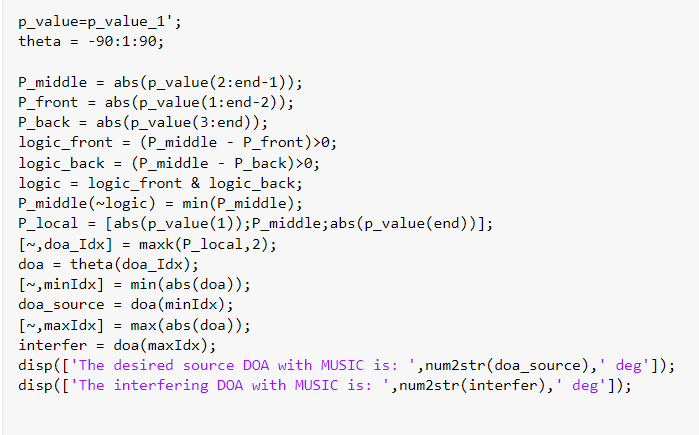 p_value=p_value_1';
theta = -90:1:90;

P_middle = abs(p_value(2:end-1));
P_front = abs(p_value(1:end-2));
P_back = abs(p_value(3:end));
logic_front = (P_middle - P_front)>0;
logic_back = (P_middle - P_back)>0;
logic = logic_front & logic_back;
P_middle(~logic) = min(P_middle);
P_local = [abs(p_value(1));P_middle;abs(p_value(end))];
[~,doa_Idx] = maxk(P_local,2);
doa = theta(doa_Idx);
[~,minIdx] = min(abs(doa));
doa_source = doa(minIdx);
[~,maxIdx] = max(abs(doa));
interfer = doa(maxIdx);
disp(['The desired source DOA with MUSIC is: ',num2str(doa_source),' deg']);
disp(['The interfering DOA with MUSIC is: ',num2str(interfer),' deg']);